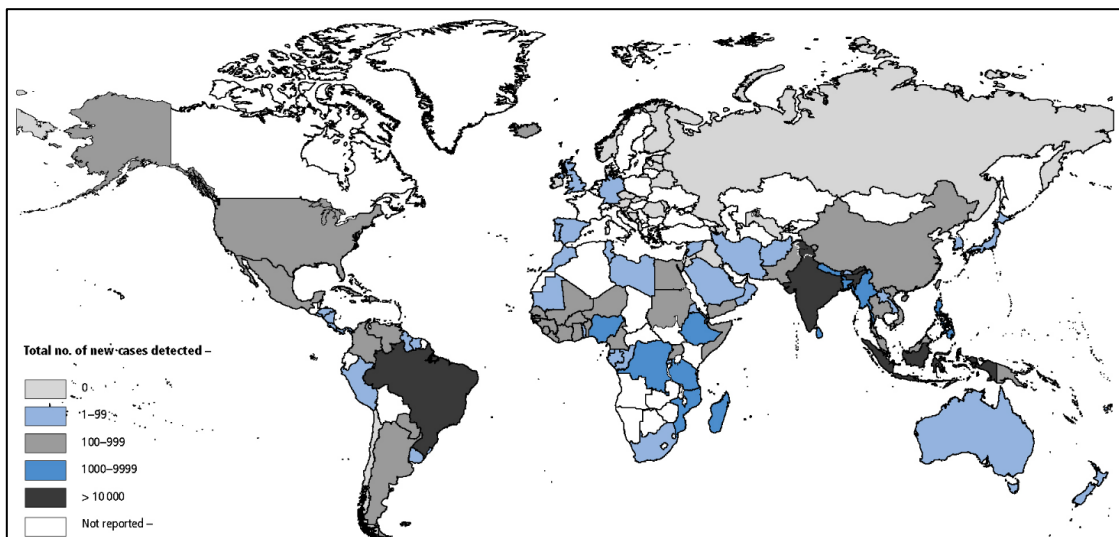 Total no. of new cases detected –
0
1–99
100–999
1000–9999
> 10 000
Not reported –